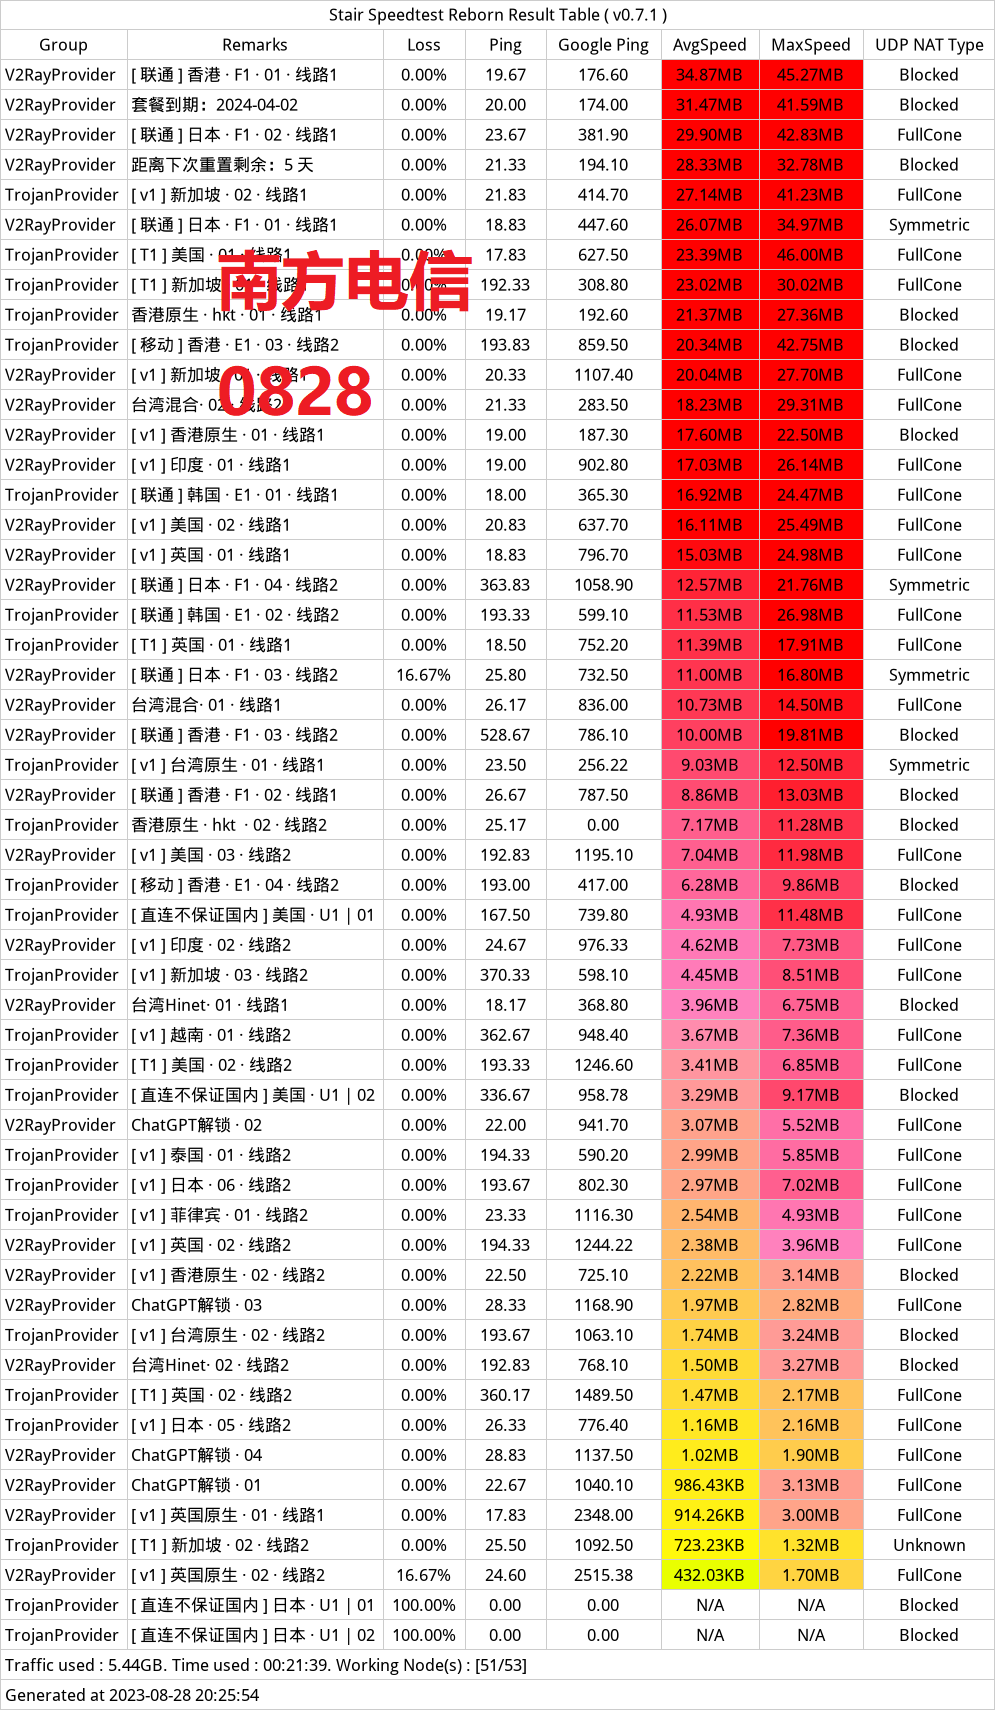 Stair Speedtest Reborn Result Table ( v0.7.1 )
Group Remarks Loss Ping Google Ping AvgSpeed MaxSpeed UDP NAT Type
V2RayProvider [ 联通 ] 香港 · F1 · 01 · 线路1 0.00% 19.67 176.60 34.87MB 45.27MB Blocked
V2RayProvider 套餐到期：2024-04-02 0.00% 20.00 174.00 31.47MB 41.59MB Blocked
V2RayProvider [ 联通 ] 日本 · F1 · 02 · 线路1 0.00% 23.67 381.90 29.90MB 42.83MB FullCone
V2RayProvider 距离下次重置剩余：5 天 0.00% 21.33 194.10 28.33MB 32.78MB Blocked
TrojanProvider [ v1 ] 新加坡 · 02 · 线路1 0.00% 21.83 414.70 27.14MB 41.23MB FullCone
V2RayProvider [ 联通 ] 日本 · F1 · 01 · 线路1 0.00% 18.83 447.60 26.07MB 34.97MB Symmetric
TrojanProvider [ T1 ] 美国 · 01 · 线路1 0.00% 17.83 627.50 23.39MB 46.00MB FullCone
南方电信
TrojanProvider [ T1 ] 新加坡 · 01 · 线路1 0.00% 192.33 308.80 23.02MB 30.02MB FullCone
TrojanProvider 香港原生 · hkt · 01 · 线路1 0.00% 19.17 192.60 21.37MB 27.36MB Blocked
TrojanProvider [ 移动 ] 香港 · E1 · 03 · 线路2 0.00% 193.83 859.50 20.34MB 42.75MB Blocked
V2RayProvider [ v1 ] 新加坡 · 线路1 0.00% 20.33 1107.40 20.04MB 27.70MB FullCone
0828
V2RayProvider 台湾混合· 02 · 线路2 0.00% 21.33 283.50 18.23MB 29.31MB FullCone
V2RayProvider [ v1 ] 香港原生 · 01 · 线路1 0.00% 19.00 187.30 17.60MB 22.50MB Blocked
V2RayProvider [ v1 ] 印度 · 01 · 线路1 0.00% 19.00 902.80 17.03MB 26.14MB FullCone
TrojanProvider [ 联通 ] 韩国 · E1 · 01 · 线路1 0.00% 18.00 365.30 16.92MB 24.47MB FullCone
V2RayProvider [ v1 ] 美国 · 02 · 线路1 0.00% 20.83 637.70 16.11MB 25.49MB FullCone
V2RayProvider [ v1 ] 英国 · 01 · 线路1 0.00% 18.83 796.70 15.03MB 24.98MB FullCone
V2RayProvider [ 联通 ] 日本 · F1 · 04 · 线路2 0.00% 363.83 1058.90 12.57MB 21.76MB Symmetric
TrojanProvider [ 联通 ] 韩国 · E1 · 02 · 线路2 0.00% 193.33 599.10 11.53MB 26.98MB FullCone
TrojanProvider [ T1 ] 英国 · 01 · 线路1 0.00% 18.50 752.20 11.39MB 17.91MB FullCone
V2RayProvider [ 联通 ] 日本 · F1 · 03 · 线路2 16.67% 25.80 732.50 11.00MB 16.80MB Symmetric
V2RayProvider 台湾混合· 01 · 线路1 0.00% 26.17 836.00 10.73MB 14.50MB FullCone
V2RayProvider [ 联通 ] 香港 · F1 · 03 · 线路2 0.00% 528.67 786.10 10.00MB 19.81MB Blocked
TrojanProvider [ v1 ] 台湾原生 · 01 · 线路1 0.00% 23.50 256.22 9.03MB 12.50MB Symmetric
V2RayProvider [ 联通 ] 香港 · F1 · 02 · 线路1 0.00% 26.67 787.50 8.86MB 13.03MB Blocked
TrojanProvider 香港原生 · hkt · 02 · 线路2 0.00% 25.17 0.00 7.17MB 11.28MB Blocked
V2RayProvider [ v1 ] 美国 · 03 · 线路2 0.00% 192.83 1195.10 7.04MB 11.98MB FullCone
TrojanProvider [ 移动 ] 香港 · E1 · 04 · 线路2 0.00% 193.00 417.00 6.28MB 9.86MB Blocked
TrojanProvider [ 直连不保证国内 ] 美国 · U1 | 01 0.00% 167.50 739.80 4.93MB 11.48MB FullCone
V2RayProvider [ v1 ] 印度 · 02 · 线路2 0.00% 24.67 976.33 4.62MB 7.73MB FullCone
TrojanProvider [ v1 ] 新加坡 · 03 · 线路2 0.00% 370.33 598.10 4.45MB 8.51MB FullCone
V2RayProvider 台湾Hinet· 01 · 线路1 0.00% 18.17 368.80 3.96MB 6.75MB Blocked
TrojanProvider [ v1 ] 越南 · 01 · 线路2 0.00% 362.67 948.40 3.67MB 7.36MB FullCone
TrojanProvider [ T1 ] 美国 · 02 · 线路2 0.00% 193.33 1246.60 3.41MB 6.85MB FullCone
TrojanProvider [ 直连不保证国内 ] 美国 · U1 | 02 0.00% 336.67 958.78 3.29MB 9.17MB Blocked
V2RayProvider ChatGPT解锁 · 02 0.00% 22.00 941.70 3.07MB 5.52MB FullCone
TrojanProvider [ v1 ] 泰国 · 01 · 线路2 0.00% 194.33 590.20 2.99MB 5.85MB FullCone
TrojanProvider [ v1 ] 日本 · 06 · 线路2 0.00% 193.67 802.30 2.97MB 7.02MB FullCone
TrojanProvider [ v1 ] 菲律宾 · 01 · 线路2 0.00% 23.33 1116.30 2.54MB 4.93MB FullCone
V2RayProvider [ v1 ] 英国 · 02 · 线路2 0.00% 194.33 1244.22 2.38MB 3.96MB FullCone
V2RayProvider [ v1 ] 香港原生 · 02 · 线路2 0.00% 22.50 725.10 2.22MB 3.14MB Blocked
V2RayProvider ChatGPT解锁 · 03 0.00% 28.33 1168.90 1.97MB 2.82MB FullCone
TrojanProvider [ v1 ] 台湾原生 · 02 · 线路2 0.00% 193.67 1063.10 1.74MB 3.24MB Blocked
V2RayProvider 台湾Hinet· 02 · 线路2 0.00% 192.83 768.10 1.50MB 3.27MB Blocked
TrojanProvider [ T1 ] 英国 · 02 · 线路2 0.00% 360.17 1489.50 1.47MB 2.17MB FullCone
TrojanProvider [ v1 ] 日本 · 05 · 线路2 0.00% 26.33 776.40 1.16MB 2.16MB FullCone
V2RayProvider ChatGPT解锁 · 04 0.00% 28.83 1137.50 1.02MB 1.90MB FullCone
V2RayProvider ChatGPT解锁 · 01 0.00% 22.67 1040.10 986.43KB 3.13MB FullCone
V2RayProvider [ v1 ] 英国原生 · 01 · 线路1 0.00% 17.83 2348.00 914.26KB 3.00MB FullCone
TrojanProvider [ T1 ] 新加坡 · 02 · 线路2 0.00% 25.50 1092.50 723.23KB 1.32MB Unknown
V2RayProvider [ v1 ] 英国原生 · 02 · 线路2 16.67% 24.60 2515.38 432.03KB 1.70MB FullCone
TrojanProvider [ 直连不保证国内 ] 日本 · U1 | 01 100.00% 0.00 0.00 N/A N/A Blocked
TrojanProvider [ 直连不保证国内 ] 日本 · U1 | 02 100.00% 0.00 0.00 N/A N/A Blocked
Traffic used : 5.44GB. Time used : 00:21:39. Working Node(s) : [51/53]
Generated at 2023-08-28 20:25:54